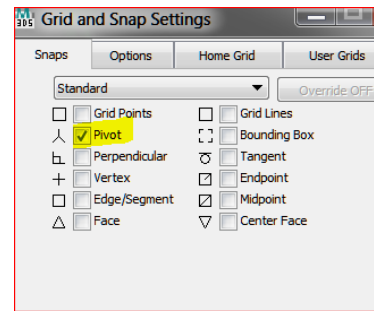 Grid and Snap Settings
Snaps Options Home Grid User Grids
Standard Override OFF
Grid Points Grid Lines
Pivot Bounding Box
Perpendicular Tangent
Vertex Endpoint
Edge/Segment Midpoint
Face Center Face